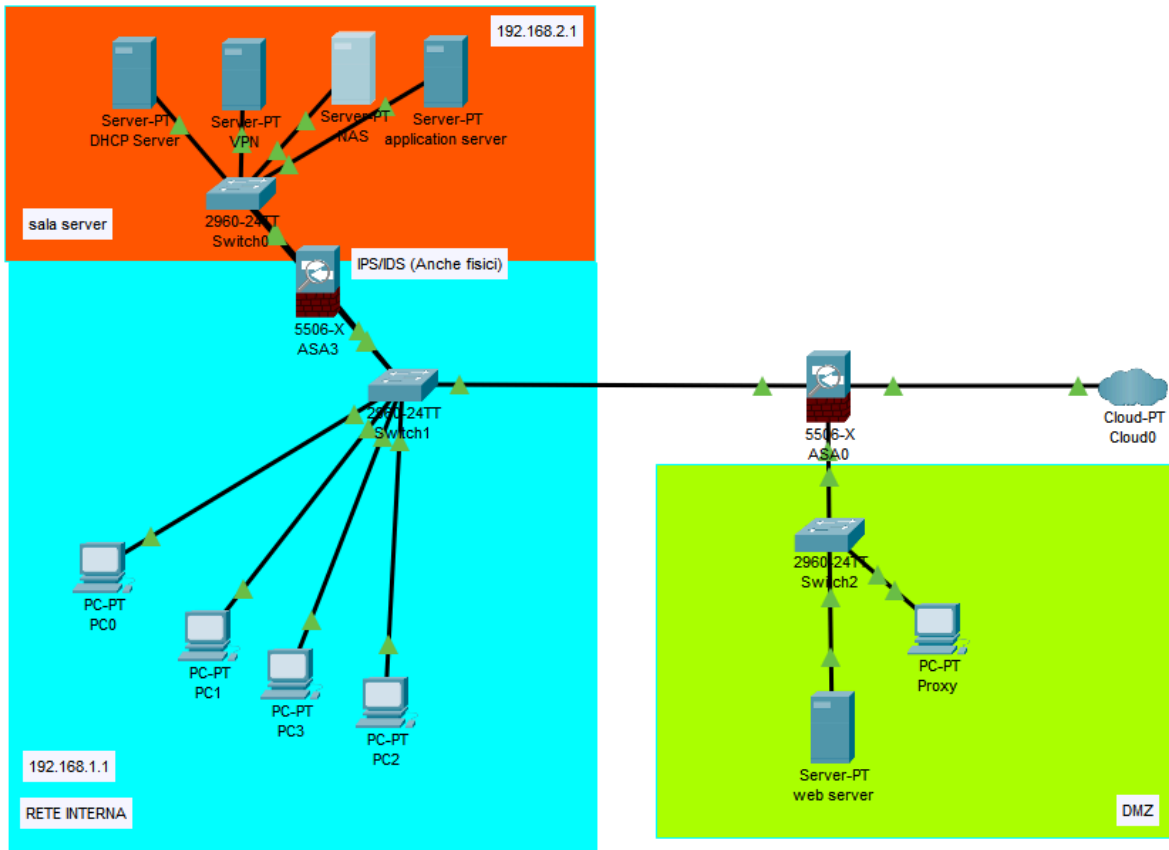 192.168.2.1
Server-PT
DHCP Server
Server-PT
VPN
Server-PT
NAS
Server-PT
application server
sala server
2960-24TT
Switch0
IPS/IDS (Anche fisici)
5506-X
ASA3
2960-24TT
Switch1
5506-X
ASA0
Cloud-PT
Cloud0
2960-24TT
Switch2
PC-PT
PC0
PC-PT
PC1
PC-PT
PC3
PC-PT
PC2
PC-PT
Proxy
Server-PT
web server
192.168.1.1
RETE INTERNA
DMZ